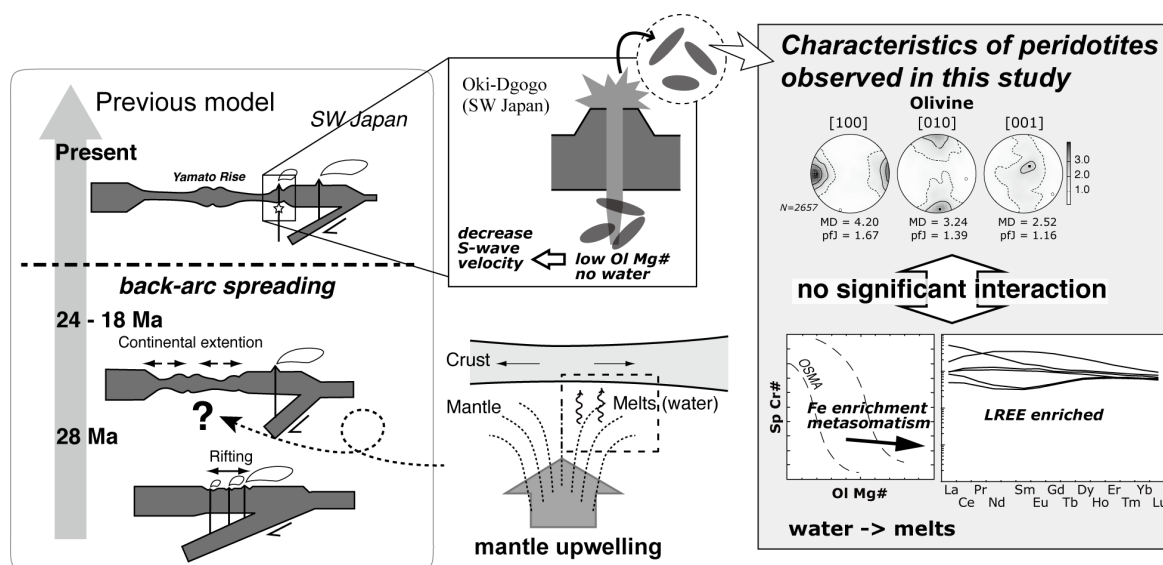 Previous model
SW Japan
Present
Yamato Rise
back-arc spreading
24 - 18 Ma
Continental extention
?
28 Ma
Rifting
Oki-Dgogo
(SW Japan)
decrease
S-wave
velocity
low Ol Mg#
no water
Crust
Mantle
Melts (water)
mantle upwelling
Characteristics of peridotites
observed in this study
Olivine
[100] [010] [001]
3.0
2.0
1.0
N=2657
MD = 4.20 MD = 3.24 MD = 2.52
pfJ = 1.67 pfJ = 1.39 pfJ = 1.16
no significant interaction
Sp Cr#
OSMA
Fe enrichment
metasomatism
Ol Mg#
LREE enriched
La Pr Sm Gd Dy Er Yb
Ce Nd Eu Tb Ho Tm Lu
water -> melts